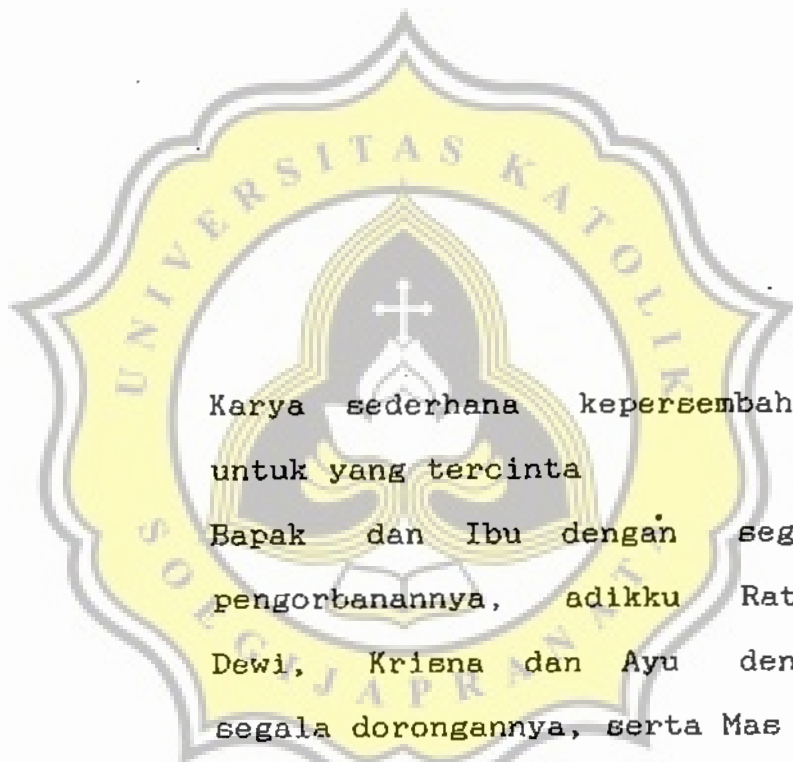 UNIVERSITAS KATOLIK
Karya sederhana kepersembah
untuk yang tercinta
Bapak dan Ibu dengan seg
pengorbanannya, adikku Rat
Dewi, Krisna dan Ayu den
segala dorongannya, serta Mas
SOEGIJAPRANATA